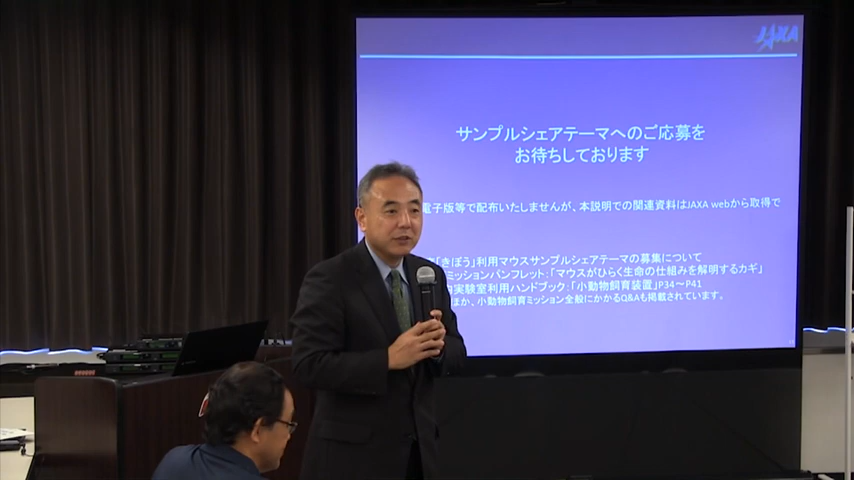 JAXA
サンプルシェアテーマへのご応募を
お待ちしております
電子版等で配布いたしませんが、本説明での関連資料はJAXA webから取得で
「きぼう」利用マウスサンプルシェアテーマの募集について
ミッションパンフレット：「マウスがひらく生命の仕組みを解明するカギ」
実験室利用ハンドブック：「小動物飼育装置」P34～P41
ほか、小動物飼育ミッション全般にかかるQ&Aも掲載されています。